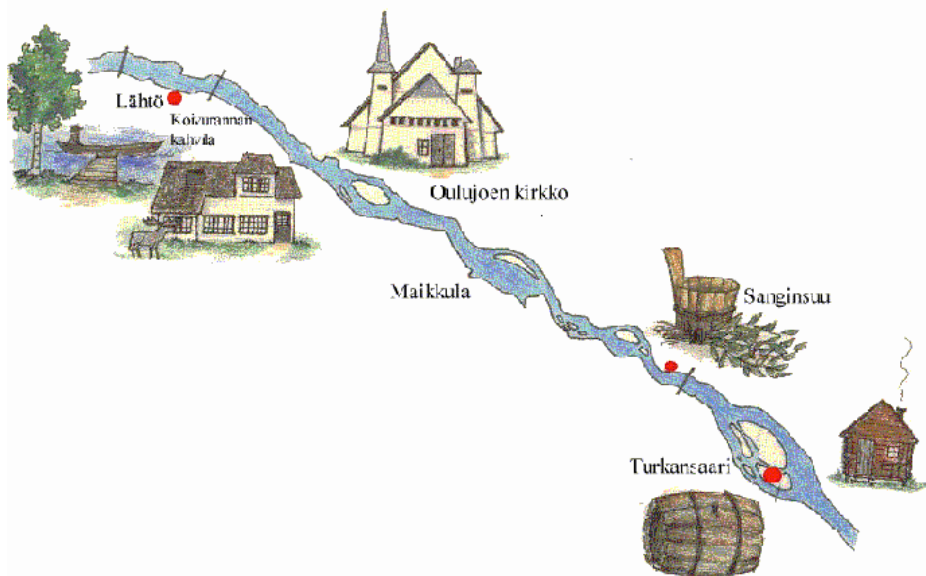 Lähtö
Koivurannan
kahvila
Oulujoen kirkko
Maikkula
Sanginsuu
Turkansaari